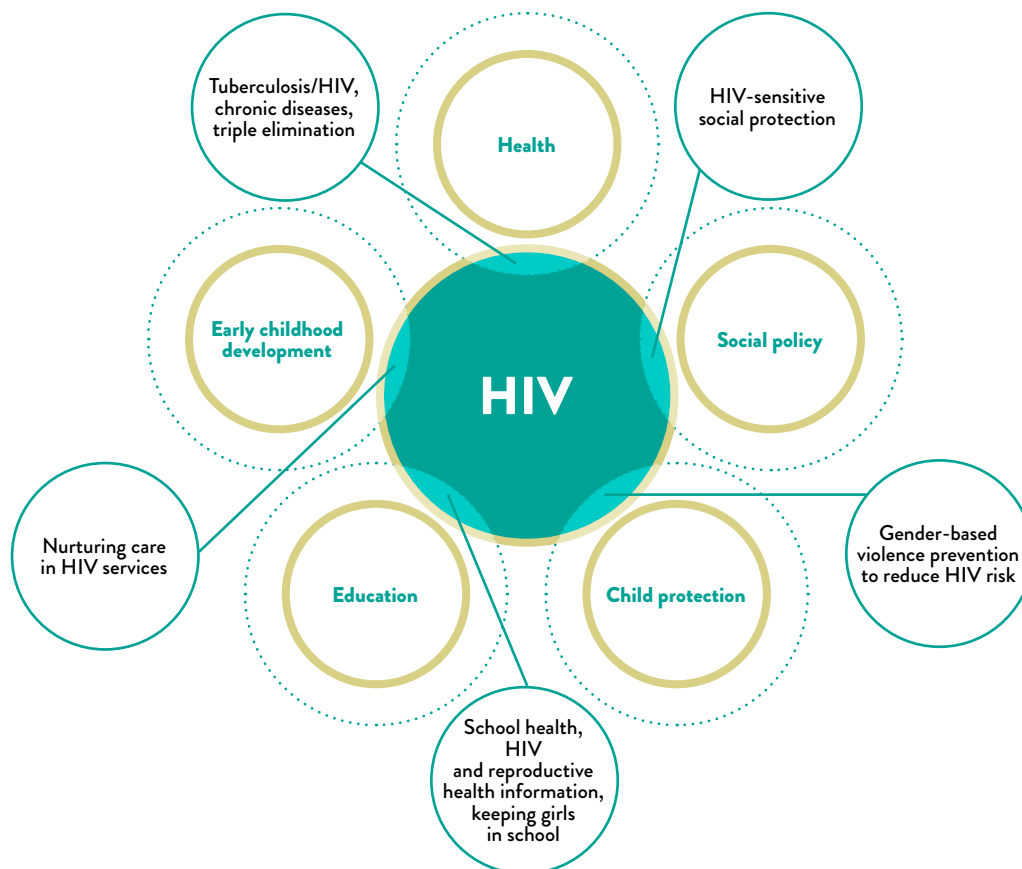 Tuberculosis/HIV,
chronic diseases,
triple elimination
Health
HIV-sensitive
social protection
Early childhood
development
HIV
Social policy
Nurturing care
in HIV services
Education
Child protection
Gender-based
violence prevention
to reduce HIV risk
School health,
HIV
and reproductive
health information,
keeping girls
in school